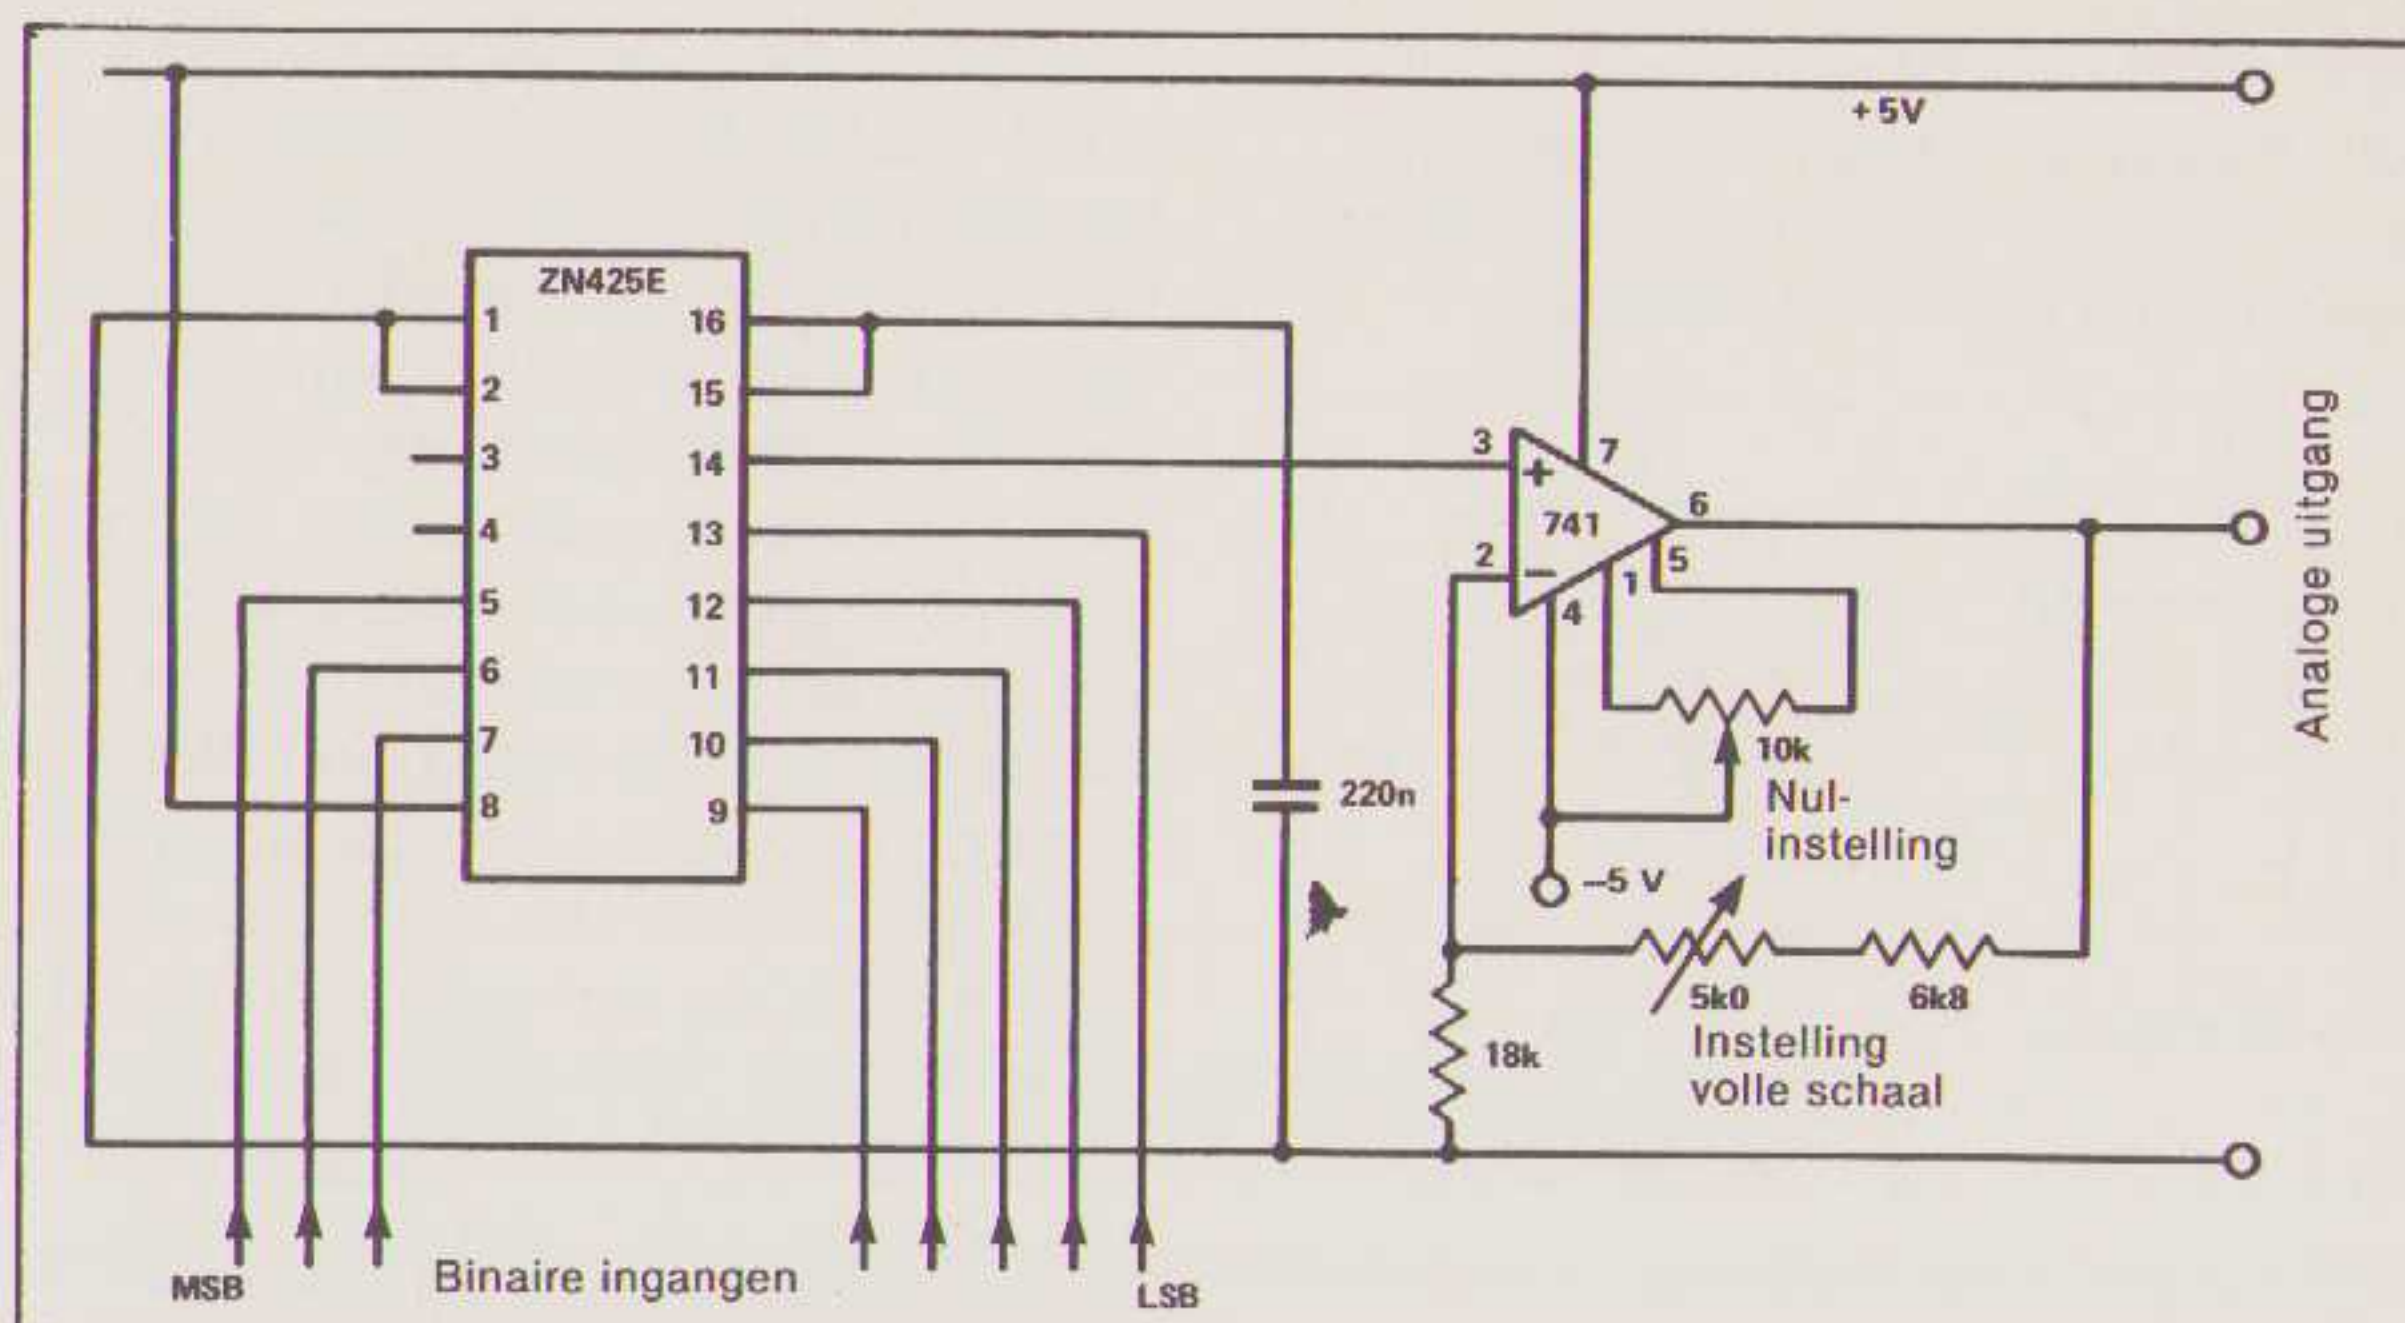 +5V
ZN425E
1
16
2
15
3
14
4
13
5
12
6
11
7
10
8
9
3
7
+
741
6
2
−
5
1
4
10k
Nul-
instelling
220n
−5 V
5k0
6k8
Instelling
volle schaal
18k
Analoge uitgang
MSB
Binaire ingangen
LSB